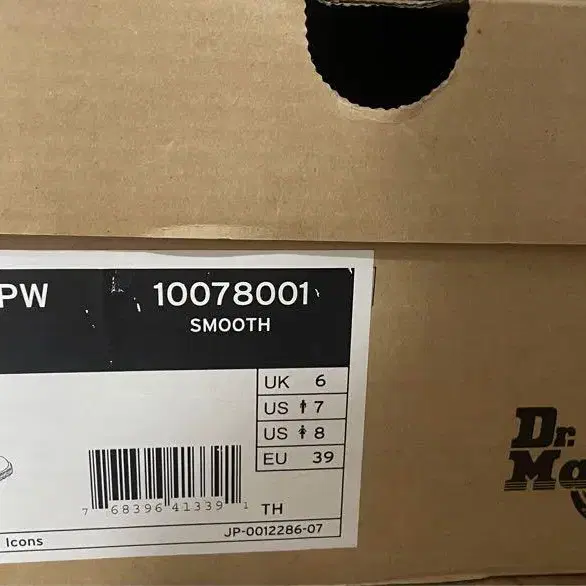 PW 10078001
SMOOTH
UK 6
US 7
US 8
EU 39
7 68396 41339 1
TH
JP-0012286-07
Icons
Dr.
Ma